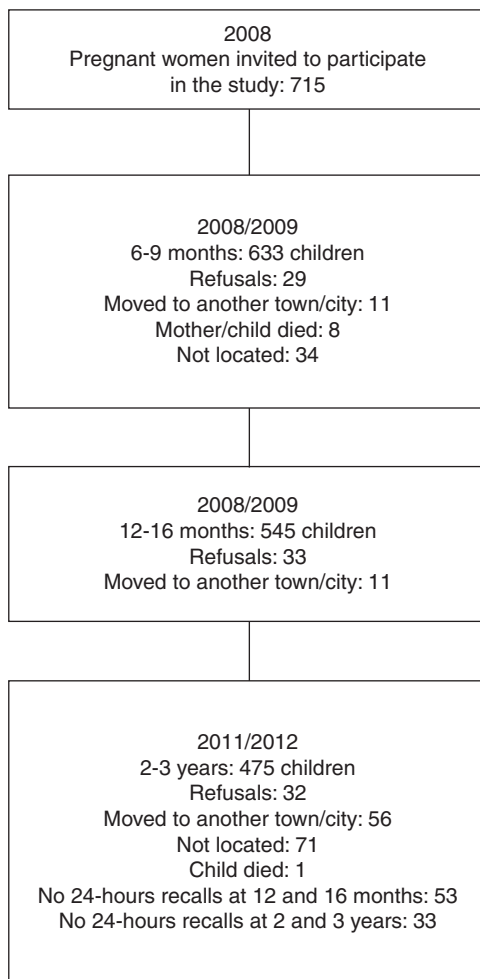 2008
Pregnant women invited to participate
in the study: 715
2008/2009
6-9 months: 633 children
Refusals: 29
Moved to another town/city: 11
Mother/child died: 8
Not located: 34
2008/2009
12-16 months: 545 children
Refusals: 33
Moved to another town/city: 11
2011/2012
2-3 years: 475 children
Refusals: 32
Moved to another town/city: 56
Not located: 71
Child died: 1
No 24-hours recalls at 12 and 16 months: 53
No 24-hours recalls at 2 and 3 years: 33